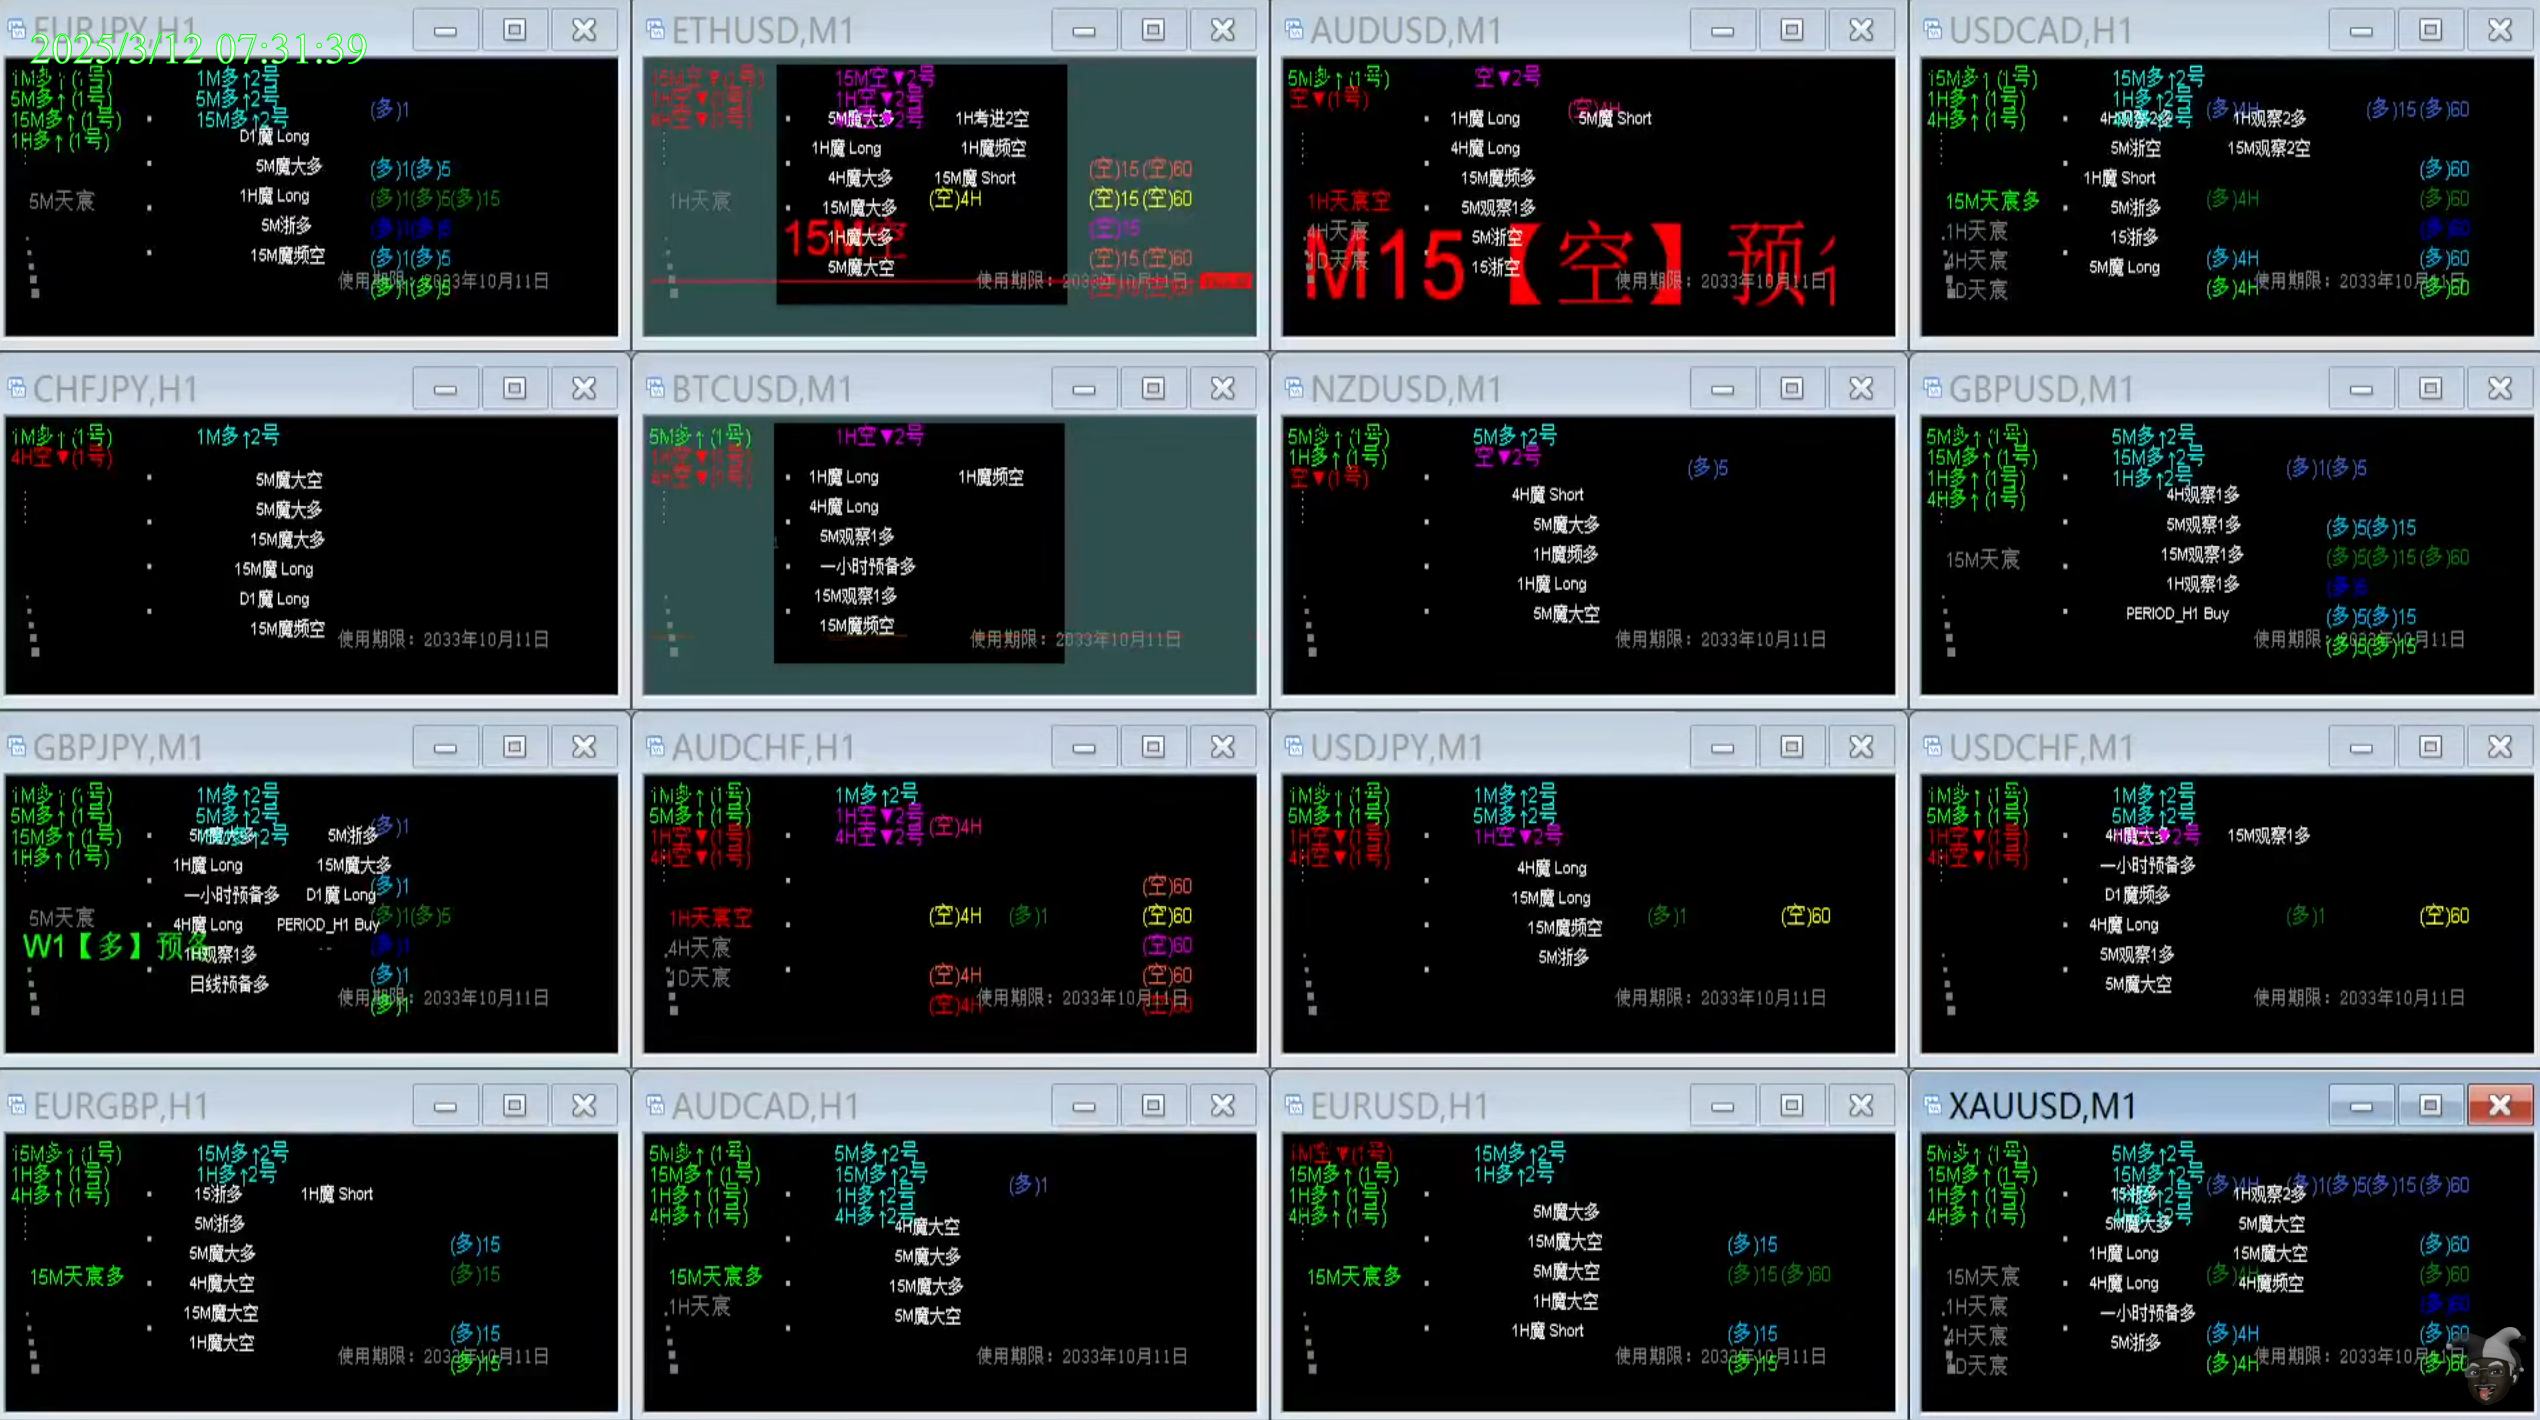 EURJPY,H1
2025/3/12 07:31:39
1M多↑(1号) 1M多↑2号
5M多↑(1号) 5M多↑2号 (多)1
15M多↑(1号) 15M多↑2号
1H多↑(1号) D1魔 Long
5M魔大多 (多)1(多)5
5M天宸 1H魔 Long (多)1(多)5(多)15
5M浙多 (多)1(多)5
15M魔频空 (多)1(多)5
使用期限：2033年10月11日
(多)1(多)5
ETHUSD,M1
15M空▼(1号) 15M空▼2号
1H空▼(1号) 1H空▼2号
4H空▼(1号) 5M魔大多 1H考进2空
1H魔 Long 1H魔频空
4H魔大多 15M魔 Short (空)15(空)60
1H天宸 15M魔大多 (空)4H (空)15(空)60
(空)15
15M空 1H魔大多 (空)15(空)60
5M魔大空
使用期限：2033年10月11日
AUDUSD,M1
5M多↑(1号) 空▼2号
空▼(1号) (空)4H
1H魔 Long 5M魔 Short
4H魔 Long
15M魔频多
1H天宸空 5M观察1多
4H天宸 5M浙空
1D天宸 15浙空
M15【空】预
使用期限：2033年10月11日
USDCAD,H1
15M多↑(1号) 15M多↑2号
1H多↑(1号) 1H多↑2号 (多)4H (多)15(多)60
4H多↑(1号) 4H观察2多 1H观察2多
5M浙空 15M观察2空
1H魔 Short (多)60
15M天宸多 5M浙多 (多)4H (多)60
1H天宸 15浙多 (多)60
4H天宸 5M魔 Long (多)4H (多)60
1D天宸 (多)4H (多)60
使用期限：2033年10月11日
CHFJPY,H1
1M多↑(1号) 1M多↑2号
4H空▼(1号)
5M魔大空
5M魔大多
15M魔大多
15M魔 Long
D1魔 Long
15M魔频空
使用期限：2033年10月11日
BTCUSD,M1
5M多↑(1号) 1H空▼2号
1H空▼(1号)
4H空▼(1号) 1H魔 Long 1H魔频空
4H魔 Long
5M观察1多
一小时预备多
15M观察1多
15M魔频空
使用期限：2033年10月11日
NZDUSD,M1
5M多↑(1号) 5M多↑2号
1H多↑(1号) 空▼2号 (多)5
空▼(1号)
4H魔 Short
5M魔大多
1H魔频多
1H魔 Long
5M魔大空
使用期限：2033年10月11日
GBPUSD,M1
5M多↑(1号) 5M多↑2号
15M多↑(1号) 15M多↑2号 (多)1(多)5
1H多↑(1号) 1H多↑2号
4H多↑(1号) 4H观察1多
5M观察1多 (多)5(多)15
15M天宸 15M观察1多 (多)5(多)15(多)60
1H观察1多 (多)5
PERIOD_H1 Buy (多)5(多)15
使用期限：2033年10月11日
(多)5(多)15
GBPJPY,M1
1M多↑(1号) 1M多↑2号
5M多↑(1号) 5M多↑2号 (多)1
15M多↑(1号) 5M魔大多 5M浙多
1H多↑(1号) 1H魔 Long 15M魔大多
一小时预备多 D1魔 Long (多)1
5M天宸 4H魔 Long PERIOD_H1 Buy (多)1(多)5
W1【多】预备 1H观察1多 (多)1
日线预备多 (多)1
使用期限：2033年10月11日
(多)1
AUDCHF,H1
1M多↑(1号) 1M多↑2号
5M多↑(1号) 1H空▼2号 (空)4H
1H空▼(1号) 4H空▼2号
4H空▼(1号)
(空)60
1H天宸空 (空)4H (多)1 (空)60
4H天宸 (空)60
1D天宸 (空)4H (空)60
(空)4H (空)60
使用期限：2033年10月11日
USDJPY,M1
1M多↑(1号) 1M多↑2号
5M多↑(1号) 5M多↑2号
1H空▼(1号) 1H空▼2号
4H空▼(1号) 4H魔 Long
15M魔 Long
15M魔频空 (多)1 (空)60
5M浙多
使用期限：2033年10月11日
USDCHF,M1
1M多↑(1号) 1M多↑2号
5M多↑(1号) 5M多↑2号
1H空▼(1号) 4H魔大多 15M观察1多
4H空▼(1号) 一小时预备多
D1魔频多
4H魔 Long (多)1 (空)60
5M观察1多
5M魔大空
使用期限：2033年10月11日
EURGBP,H1
15M多↑(1号) 15M多↑2号
1H多↑(1号) 1H多↑2号
4H多↑(1号) 15浙多 1H魔 Short
5M浙多
5M魔大多 (多)15
15M天宸多 4H魔大空 (多)15
15M魔大空
1H魔大空 (多)15
使用期限：2033年10月11日
(多)15
AUDCAD,H1
5M多↑(1号) 5M多↑2号
15M多↑(1号) 15M多↑2号 (多)1
1H多↑(1号) 1H多↑2号
4H多↑(1号) 4H多↑2号
4H魔大空
5M魔大多
15M天宸多 15M魔大多
1H天宸 5M魔大空
使用期限：2033年10月11日
EURUSD,H1
1M空▼(1号) 15M多↑2号
15M多↑(1号) 1H多↑2号
1H多↑(1号)
4H多↑(1号) 5M魔大多
15M魔大空 (多)15
15M天宸多 5M魔大空 (多)15(多)60
1H魔大空
1H魔 Short (多)15
使用期限：2033年10月11日
(多)15
XAUUSD,M1
5M多↑(1号) 5M多↑2号
15M多↑(1号) 15M多↑2号 (多)4H (多)1(多)5(多)15(多)60
1H多↑(1号) 15浙多 1H观察2多
4H多↑(1号) 5M魔大多 5M魔大空
1H魔 Long 15M魔大空 (多)60
15M天宸 4H魔 Long (多)4H 4H魔频空 (多)60
1H天宸 一小时预备多 (多)60
4H天宸 5M浙多 (多)4H (多)60
1D天宸 (多)4H (多)60
使用期限：2033年10月11日